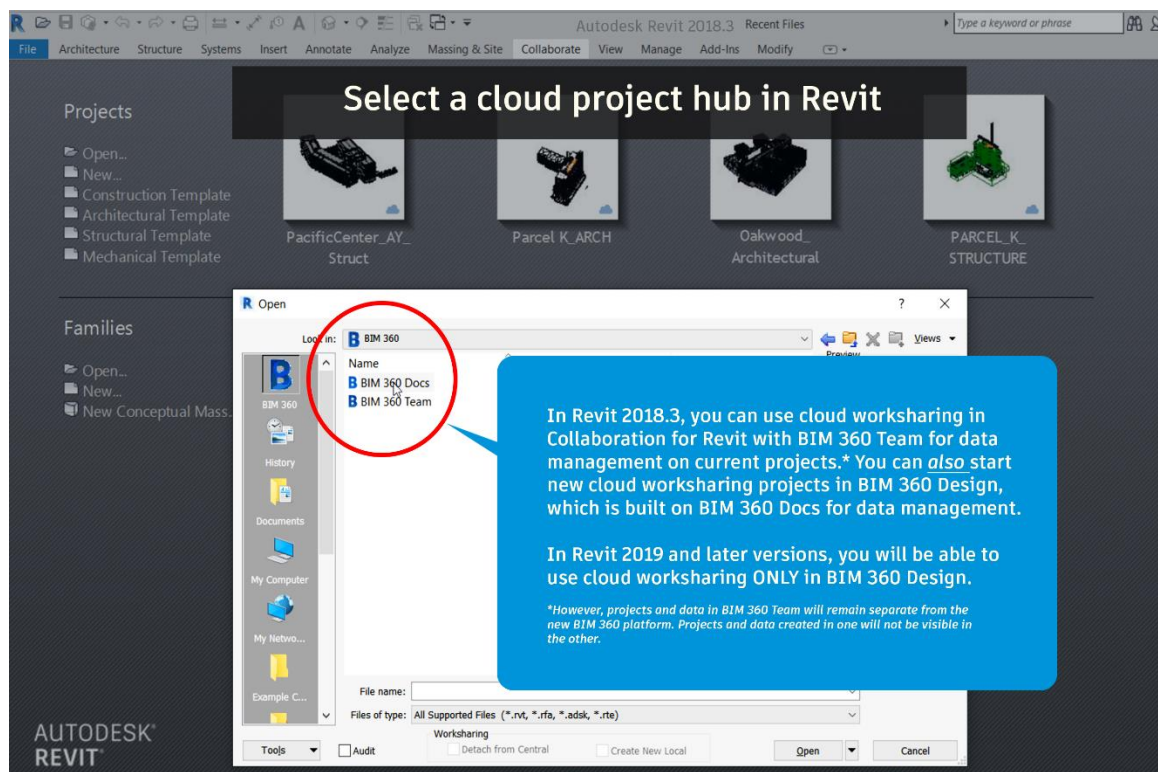 Autodesk Revit 2018.3 Recent Files
Type a keyword or phrase
File Architecture Structure Systems Insert Annotate Analyze Massing & Site Collaborate View Manage Add-Ins Modify
Select a cloud project hub in Revit
Projects
Open...
New...
Construction Template
Architectural Template
Structural Template
Mechanical Template
PacificCenter_AY_
Struct
Parcel K_ARCH
Oakwood_
Architectural
PARCEL_K_
STRUCTURE
Families
Open...
New...
New Conceptual Mass.
Open
Look in: BIM 360
Views
Preview
Name
BIM 360 Docs
BIM 360 Team
BIM 360
History
Documents
My Computer
My Netwo...
Example C...
In Revit 2018.3, you can use cloud worksharing in
Collaboration for Revit with BIM 360 Team for data
management on current projects.* You can also start
new cloud worksharing projects in BIM 360 Design,
which is built on BIM 360 Docs for data management.
In Revit 2019 and later versions, you will be able to
use cloud worksharing ONLY in BIM 360 Design.
*However, projects and data in BIM 360 Team will remain separate from the
new BIM 360 platform. Projects and data created in one will not be visible in
the other.
File name:
Files of type: All Supported Files (*.rvt, *.rfa, *.adsk, *.rte)
Worksharing
Tools Audit Detach from Central Create New Local Open Cancel
AUTODESK®
REVIT®